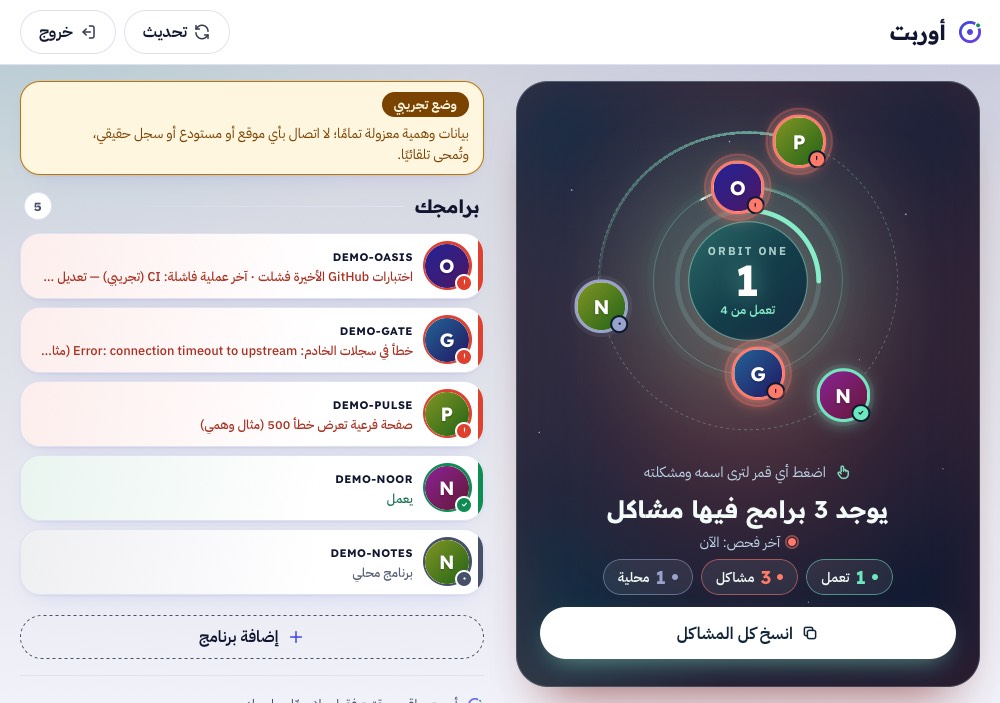 أوربت
تحديث
خروج
P
O
ORBIT ONE
1
تعمل من 4
N
G
N
اضغط أي قمر لترى اسمه ومشكلته
يوجد 3 برامج فيها مشاكل
آخر فحص: الآن
1 تعمل
3 مشاكل
1 محلية
انسخ كل المشاكل
وضع تجريبي
بيانات وهمية معزولة تمامًا؛ لا اتصال بأي موقع أو مستودع أو سجل حقيقي،
وتُمحى تلقائيًا.
برامجك
5
O
DEMO-OASIS
اختبارات GitHub الأخيرة فشلت · آخر عملية فاشلة: CI (تجريبي) — تعديل ...
G
DEMO-GATE
خطأ في سجلات الخادم: Error: connection timeout to upstream (مثا...
P
DEMO-PULSE
صفحة فرعية تعرض خطأ 500 (مثال وهمي)
N
DEMO-NOOR
يعمل
N
DEMO-NOTES
برنامج محلي
إضافة برنامج